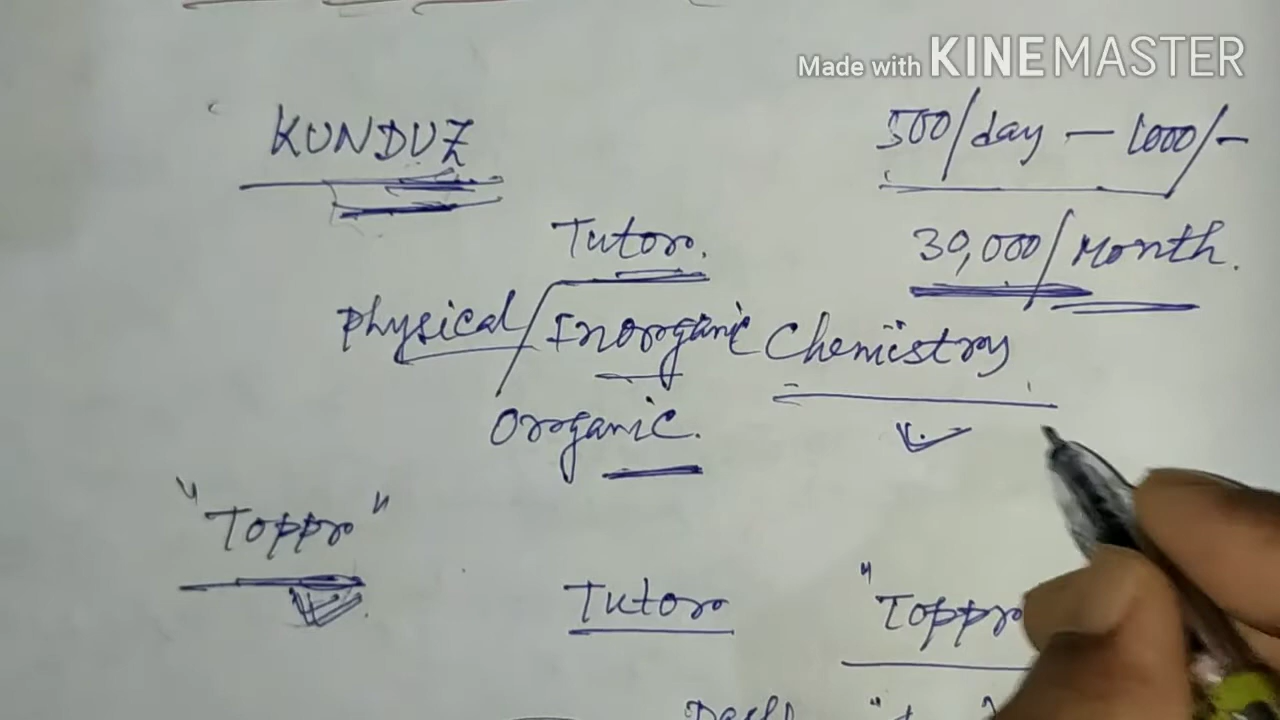 Made with KINEMASTER
KUNDUZ
500/day — 1000/-
Tutor.
30,000/Month.
Physical/Inorganic Chemistry
Organic.
"Toppr"
Tutor
"Toppr